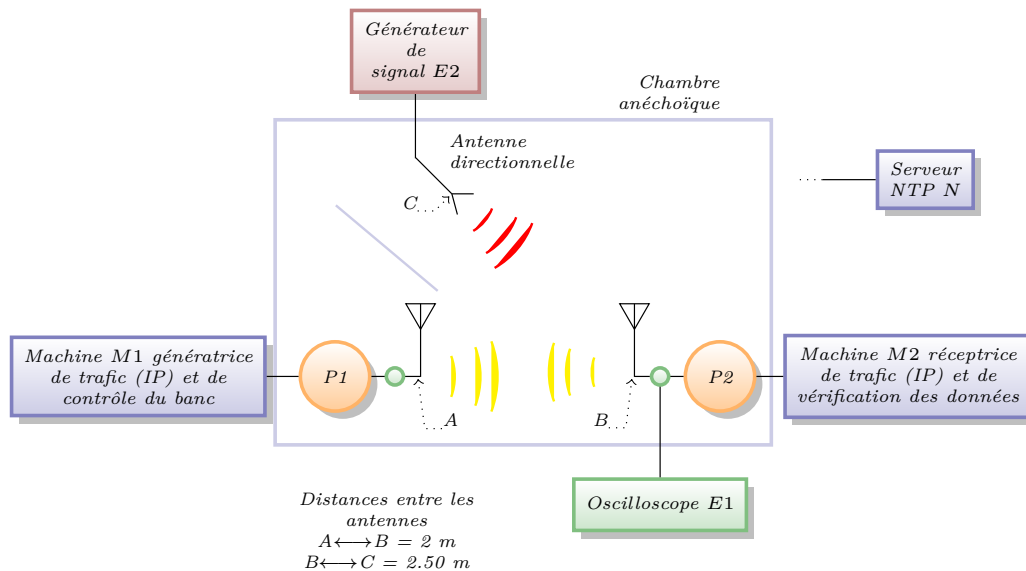 Générateur
de
signal E2
Chambre
anéchoïque
Antenne
directionnelle
C
...
Serveur
NTP N
Machine M1 génératrice
de trafic (IP) et de
contrôle du banc
P1
P2
Machine M2 réceptrice
de trafic (IP) et de
vérification des données
A
B
Oscilloscope E1
Distances entre les
antennes
A⟷B = 2 m
B⟷C = 2.50 m